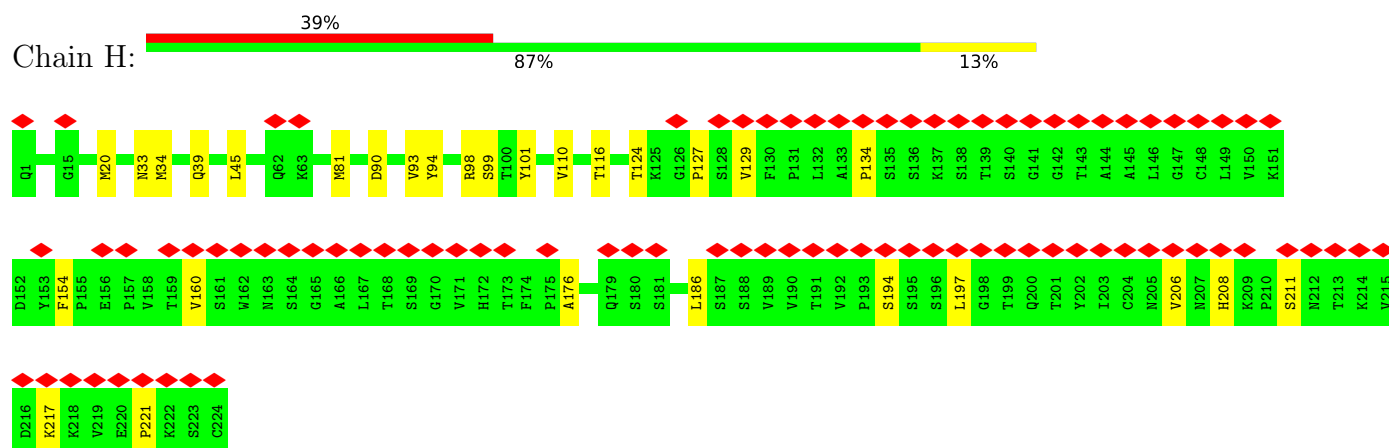 39%
Chain H:
87% 13%
Q1 G15 M20 N33 M34 Q39 L45 Q62 K63 M81 D90 V93 Y94 R98 S99 T100 Y101 V110 T116 T124 K125 G126 P127 S128 V129 F130 P131 L132 A133 P134 S135 S136 K137 S138 T139 S140 G141 G142 T143 A144 A145 L146 G147 C148 L149 V150 K151
D152 Y153 F154 P155 E156 P157 V158 T159 V160 S161 W162 N163 S164 G165 A166 L167 T168 S169 G170 V171 H172 T173 F174 P175 A176 Q179 S180 S181 L186 S187 S188 V189 V190 T191 V192 P193 S194 S195 S196 L197 G198 T199 Q200 T201 Y202 I203 C204 N205 V206 N207 H208 K209 P210 S211 N212 T213 K214 V215
D216 K217 K218 V219 E220 P221 K222 S223 C224